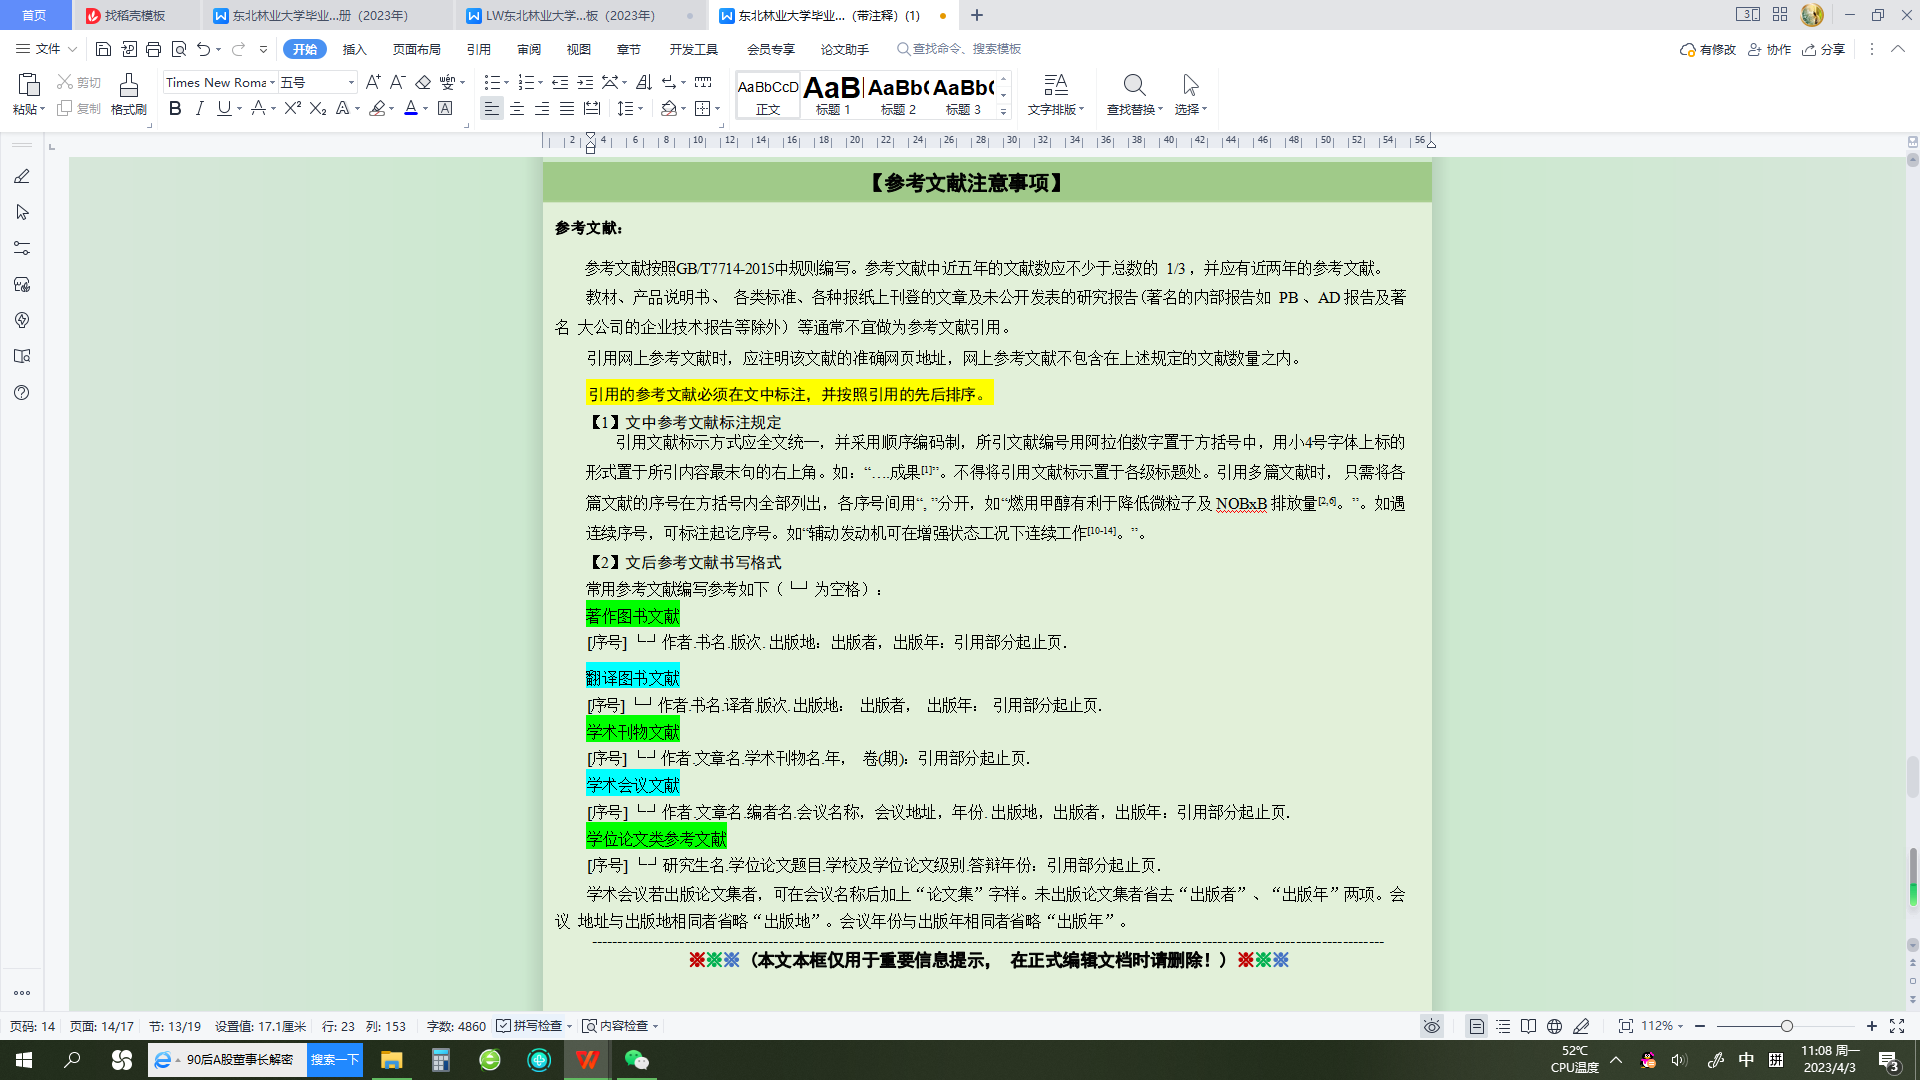 首页
找稻壳模板
东北林业大学毕业...册（2023年）
LW东北林业大学...板（2023年）
东北林业大学毕业...（带注释）(1)
文件
开始
插入
页面布局
引用
审阅
视图
章节
开发工具
会员专享
论文助手
查找命令、搜索模板
有修改
协作
分享
粘贴
剪切
复制
格式刷
Times New Roma
五号
AaBbCcD
正文
AaB
标题 1
AaBb(
标题 2
AaBb(
标题 3
文字排版
查找替换
选择
2 2 4 6 8 10 12 14 16 18 20 22 24 26 28 30 32 34 36 38 40 42 44 46 48 50 52 54 56
【参考文献注意事项】
参考文献：
参考文献按照GB/T7714-2015中规则编写。参考文献中近五年的文献数应不少于总数的 1/3 ，并应有近两年的参考文献。
教材、产品说明书、 各类标准、各种报纸上刊登的文章及未公开发表的研究报告(著名的内部报告如 PB 、AD 报告及著
名 大公司的企业技术报告等除外）等通常不宜做为参考文献引用。
引用网上参考文献时，应注明该文献的准确网页地址，网上参考文献不包含在上述规定的文献数量之内。
引用的参考文献必须在文中标注，并按照引用的先后排序。
【1】文中参考文献标注规定
引用文献标示方式应全文统一，并采用顺序编码制，所引文献编号用阿拉伯数字置于方括号中，用小4号字体上标的
形式置于所引内容最末句的右上角。如：“….成果[1]”。不得将引用文献标示置于各级标题处。引用多篇文献时， 只需将各
篇文献的序号在方括号内全部列出，各序号间用“, ”分开，如“燃用甲醇有利于降低微粒子及 NOBxB 排放量[2,6]。”。如遇
连续序号，可标注起讫序号。如“辅动发动机可在增强状态工况下连续工作[10-14]。”。
【2】文后参考文献书写格式
常用参考文献编写参考如下（└┘为空格）：
著作图书文献
[序号]└┘作者.书名.版次. 出版地：出版者，出版年：引用部分起止页.
翻译图书文献
[序号]└┘作者.书名.译者.版次. 出版地： 出版者， 出版年： 引用部分起止页.
学术刊物文献
[序号]└┘作者.文章名.学术刊物名.年， 卷(期)：引用部分起止页.
学术会议文献
[序号]└┘作者.文章名.编者名.会议名称，会议地址，年份. 出版地，出版者，出版年：引用部分起止页.
学位论文类参考文献
[序号]└┘研究生名.学位论文题目.学校及学位论文级别.答辩年份：引用部分起止页.
学术会议若出版论文集者，可在会议名称后加上“论文集”字样。未出版论文集者省去“出版者”、“出版年”两项。会
议 地址与出版地相同者省略“出版地”。会议年份与出版年相同者省略“出版年”。
※※※（本文本框仅用于重要信息提示， 在正式编辑文档时请删除！）※※※
页码: 14
页面: 14/17
节: 13/19
设置值: 17.1厘米
行: 23
列: 153
字数: 4860
拼写检查
内容检查
112%
90后A股董事长解密
搜索一下
52℃
CPU温度
中
拼
11:08 周一
2023/4/3
3